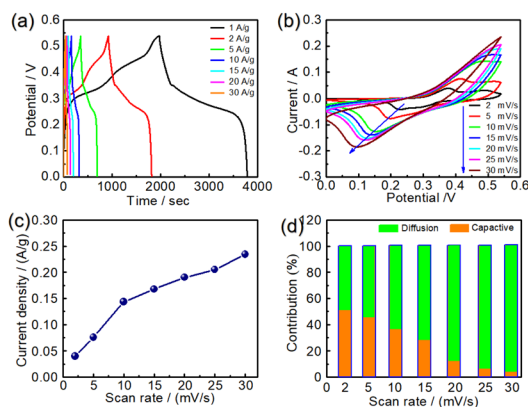 (a)
1 A/g
2 A/g
5 A/g
10 A/g
15 A/g
20 A/g
30 A/g
Potential / V
0.6
0.5
0.4
0.3
0.2
0.1
0.0
0 1000 2000 3000 4000
Time / sec
(b)
Current / A
0.3
0.2
0.1
0.0
-0.1
-0.2
-0.3
2 mV/s
5 mV/s
10 mV/s
15 mV/s
20 mV/s
25 mV/s
30 mV/s
0.0 0.1 0.2 0.3 0.4 0.5 0.6
Potential /V
(c)
Current density / (A/g)
0.30
0.25
0.20
0.15
0.10
0.05
0.00
0 5 10 15 20 25 30
Scan rate / (mV/s)
(d)
Diffusion Capactive
Contribution (%)
120
100
80
60
40
20
0
2 5 10 15 20 25 30
Scan rate / (mV/s)